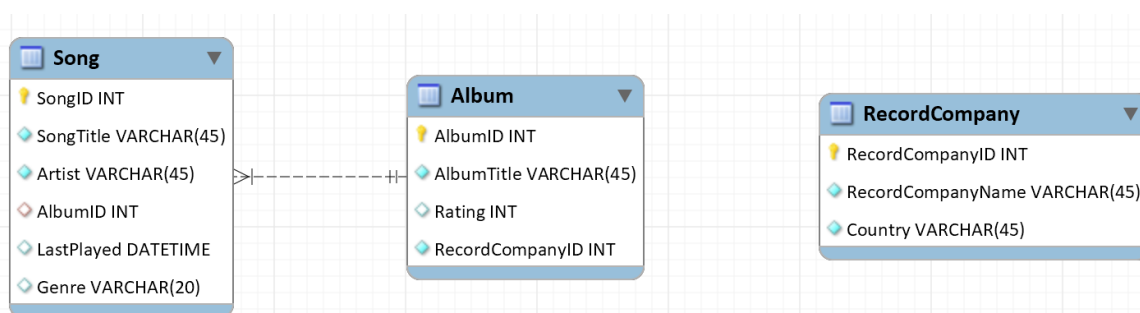 Song
SongID INT
SongTitle VARCHAR(45)
Artist VARCHAR(45)
AlbumID INT
LastPlayed DATETIME
Genre VARCHAR(20)
Album
AlbumID INT
AlbumTitle VARCHAR(45)
Rating INT
RecordCompanyID INT
RecordCompany
RecordCompanyID INT
RecordCompanyName VARCHAR(45)
Country VARCHAR(45)